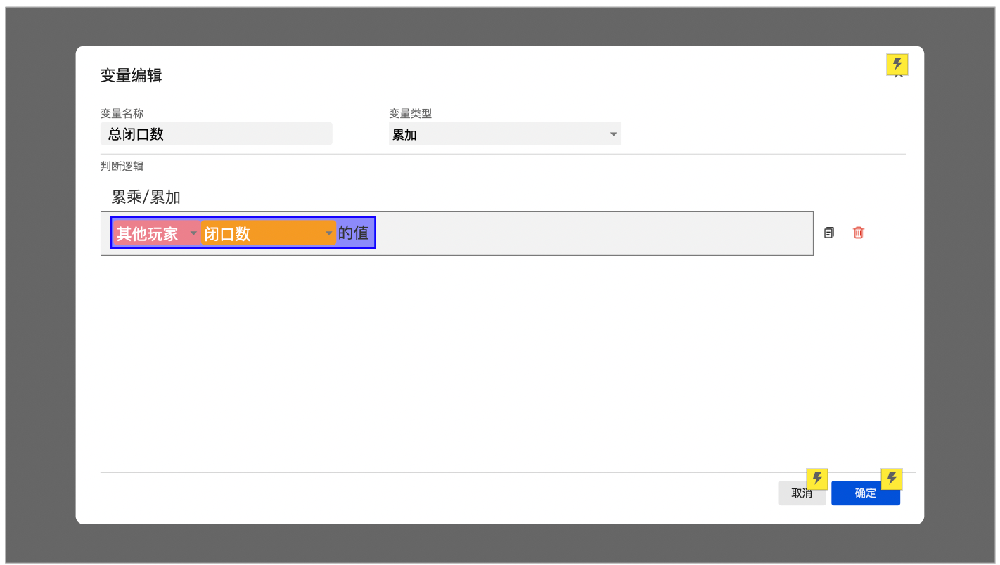 变量编辑
变量名称 变量类型
总闭口数 累加
判断逻辑
累乘/累加
其他玩家 闭口数 的值
取消 确定